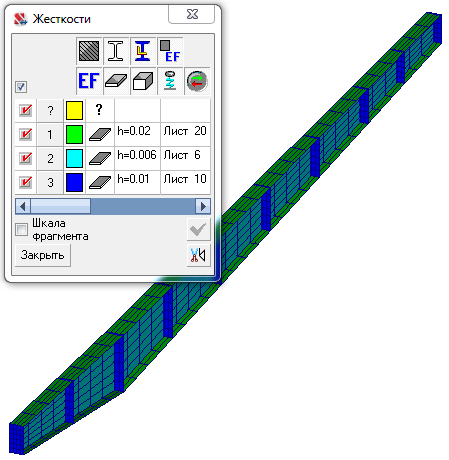 Жесткости
EF
EF
? ?
1 h=0.02 Лист 20
2 h=0.006 Лист 6
3 h=0.01 Лист 10
Шкала
фрагмента
Закрыть